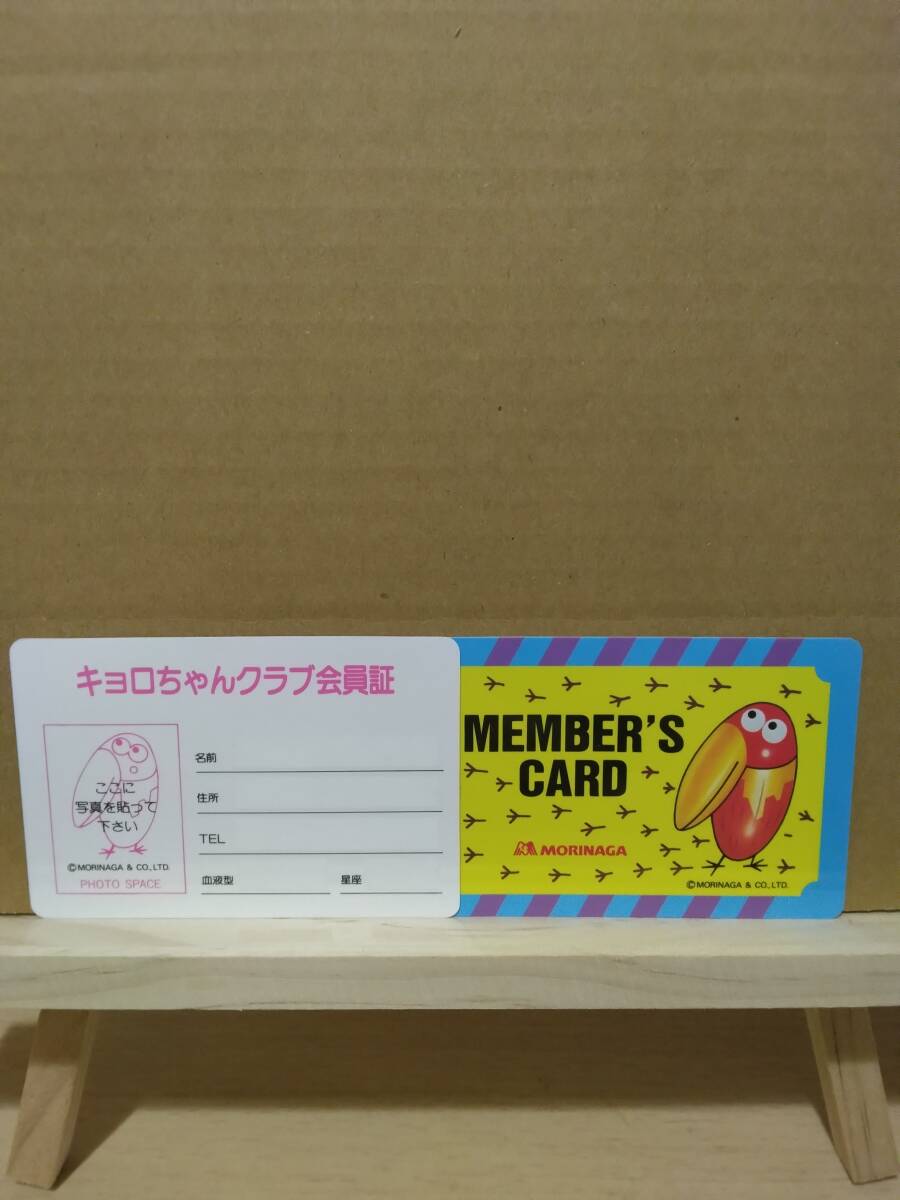 キョロちゃんクラブ会員証
ここに
写真を貼って
下さい
©MORINAGA & CO., LTD.
PHOTO SPACE
名前
住所
TEL
血液型 星座
MEMBER'S
CARD
MORINAGA
©MORINAGA & CO., LTD.